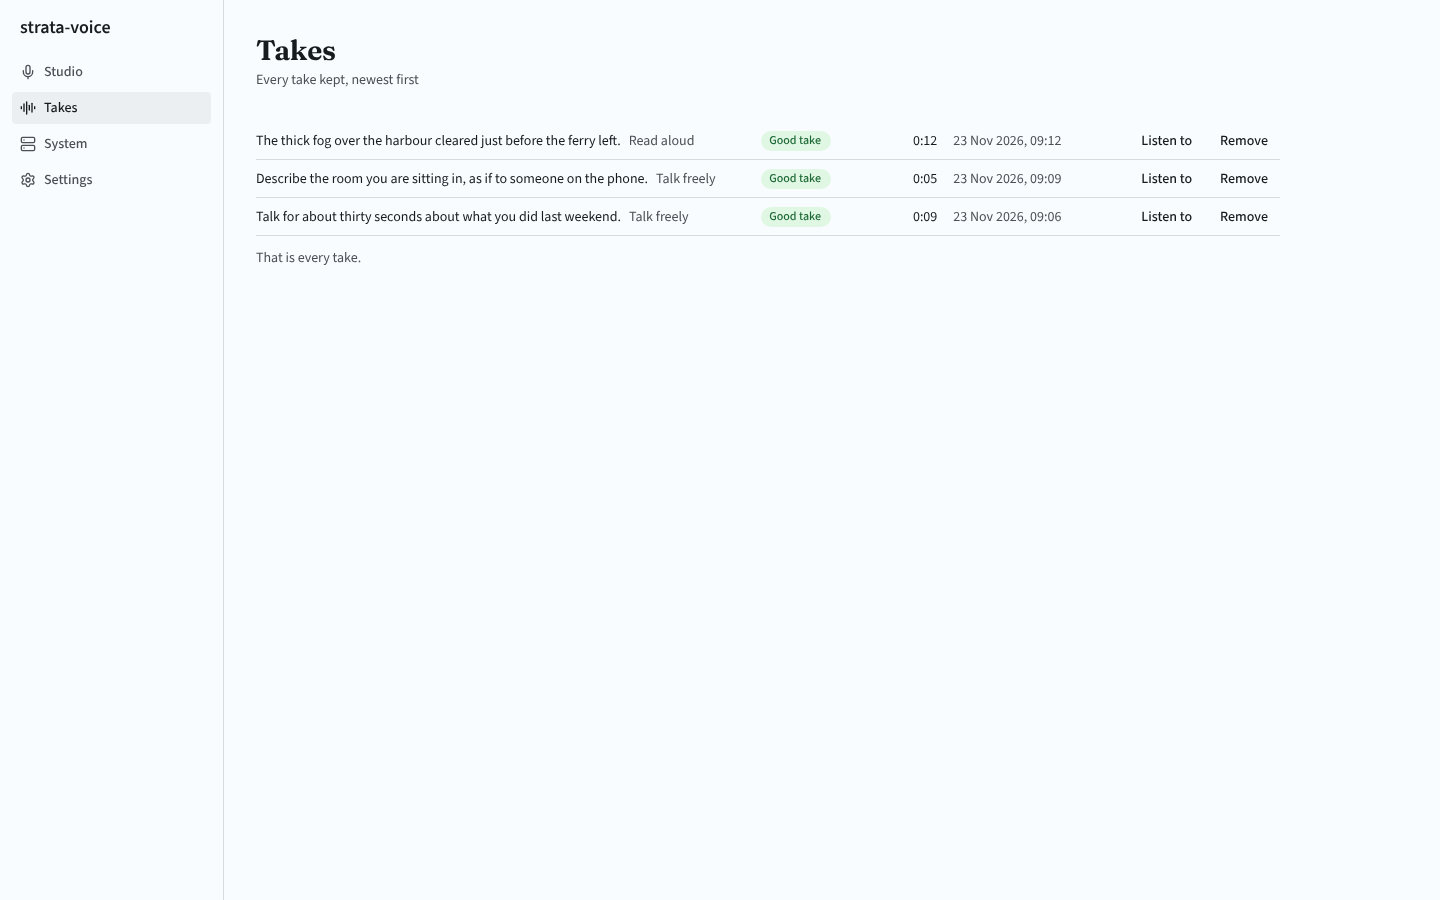 strata-voice
Studio
Takes
System
Settings
Takes
Every take kept, newest first
The thick fog over the harbour cleared just before the ferry left. Read aloud Good take 0:12 23 Nov 2026, 09:12 Listen to Remove
Describe the room you are sitting in, as if to someone on the phone. Talk freely Good take 0:05 23 Nov 2026, 09:09 Listen to Remove
Talk for about thirty seconds about what you did last weekend. Talk freely Good take 0:09 23 Nov 2026, 09:06 Listen to Remove
That is every take.